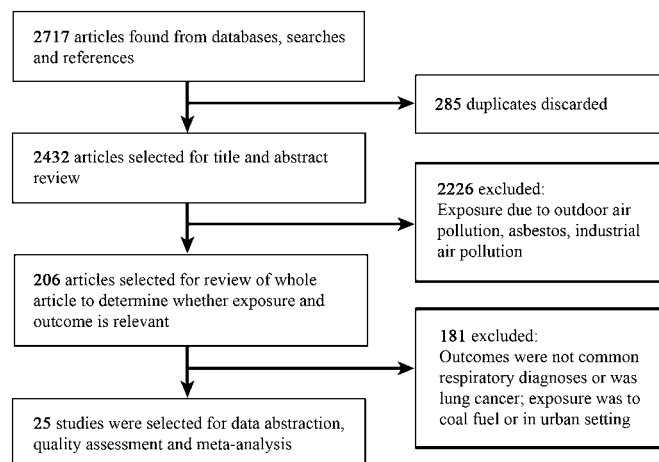 2717 articles found from databases, searches
and references
285 duplicates discarded
2432 articles selected for title and abstract
review
2226 excluded:
Exposure due to outdoor air
pollution, asbestos, industrial
air pollution
206 articles selected for review of whole
article to determine whether exposure and
outcome is relevant
181 excluded:
Outcomes were not common
respiratory diagnoses or was
lung cancer; exposure was to
coal fuel or in urban setting
25 studies were selected for data abstraction,
quality assessment and meta-analysis